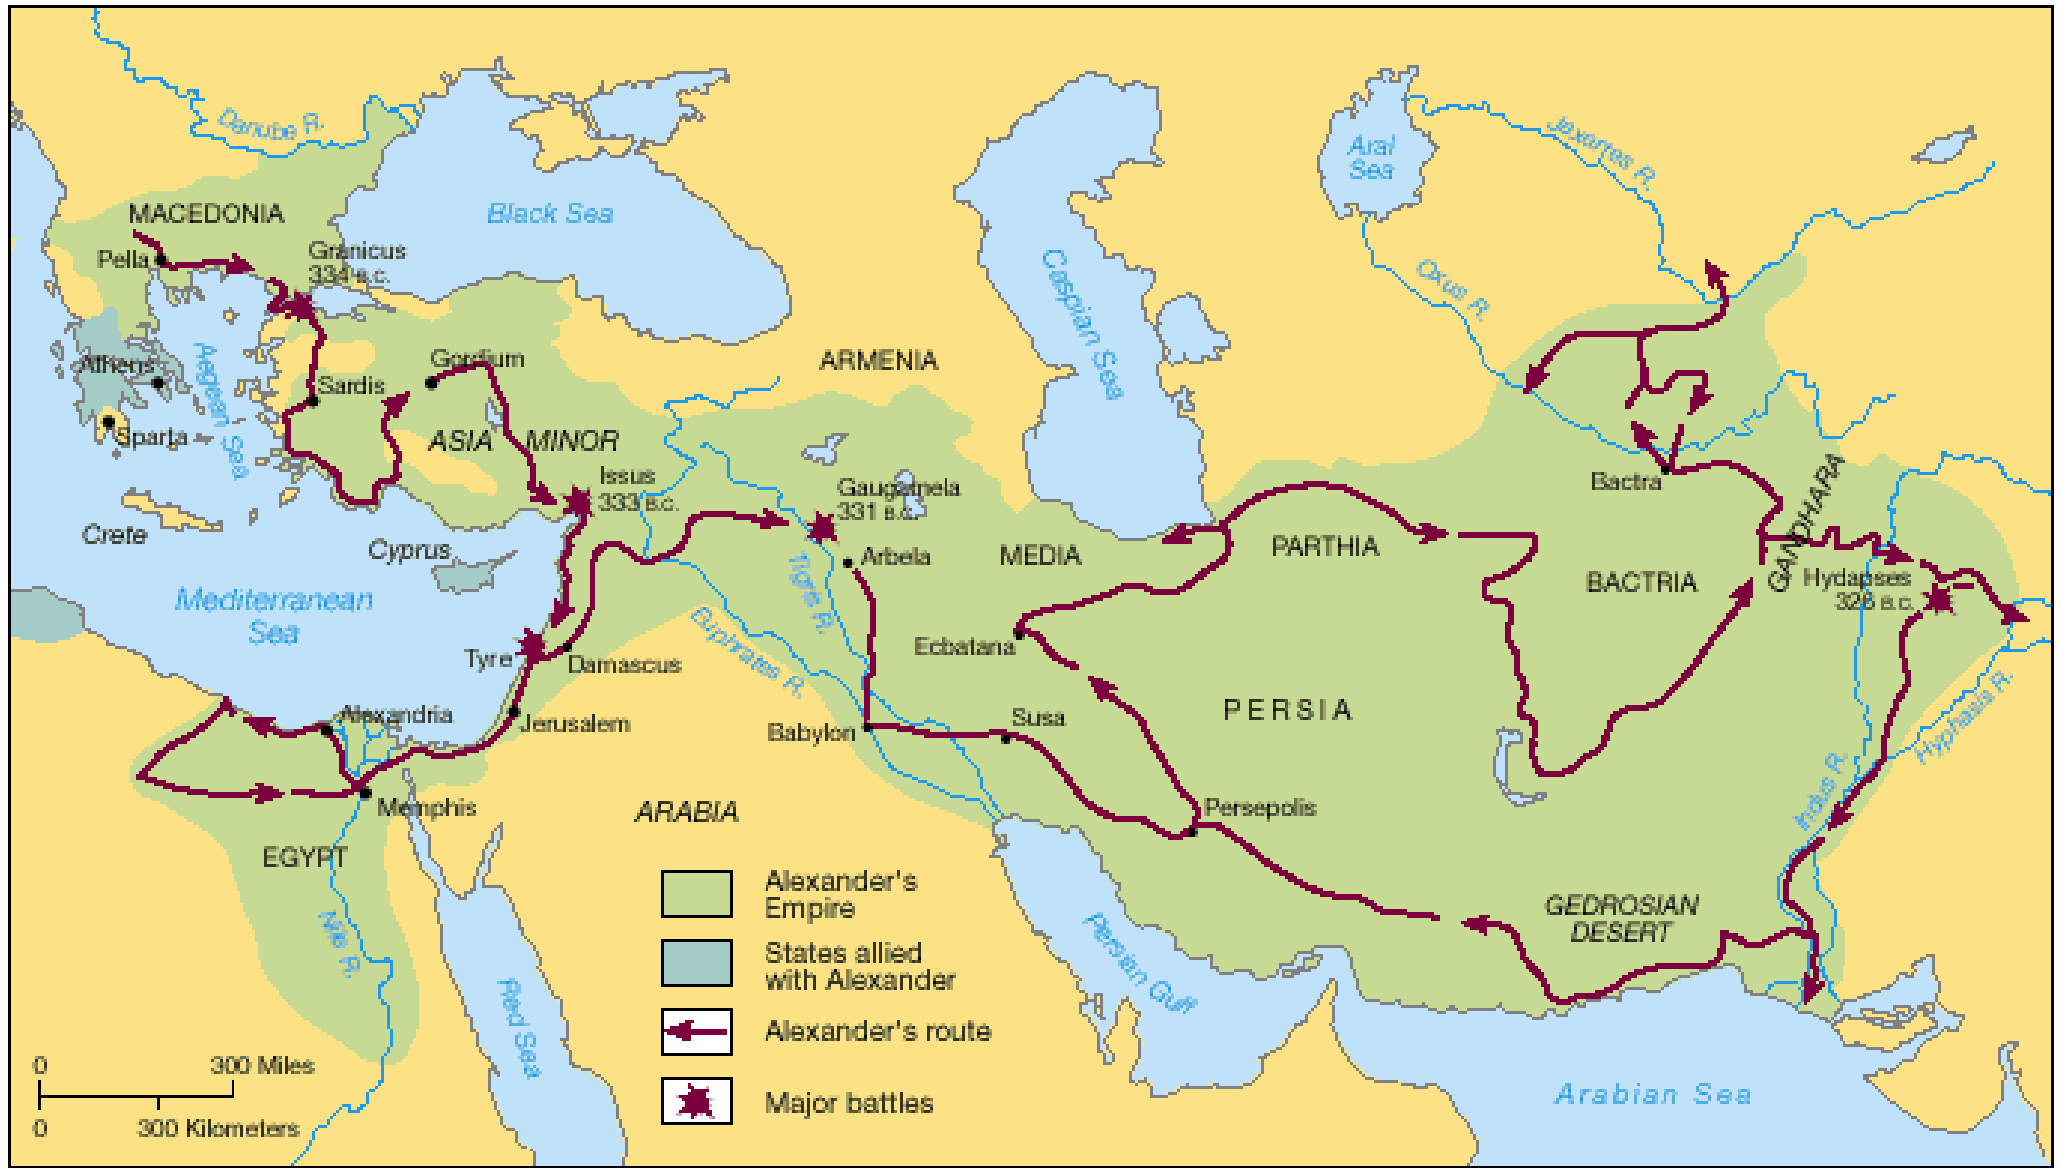 Danube R.
MACEDONIA
Pella
Granicus
334 B.C.
Black Sea
Caspian Sea
Aral
Sea
Jaxartes R.
Oxus R.
ARMENIA
Athens
Sparta
Aegean Sea
Sardis
Gordium
ASIA MINOR
Issus
333 B.C.
Gaugamela
331 B.C.
Arbela
Tigre R.
Euphrates R.
MEDIA
PARTHIA
BACTRIA
Bactra
GANDHARA
Hydapses
326 B.C.
Crete
Cyprus
Mediterranean
Sea
Tyre
Damascus
Jerusalem
Alexandria
Memphis
EGYPT
Nile R.
Red Sea
ARABIA
Babylon
Susa
Ecbatana
PERSIA
Persepolis
Persian Gulf
GEDROSIAN
DESERT
Indus R.
Hyphasis R.
Arabian Sea
Alexander's
Empire
States allied
with Alexander
Alexander's route
Major battles
0 300 Miles
0 300 Kilometers